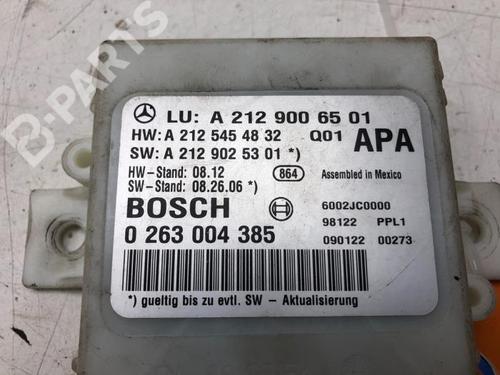 B-PARTS
LU: A 212 900 65 01
HW: A 212 545 48 32 Q01 APA
SW: A 212 902 53 01 *)
HW-Stand: 08.12 864 Assembled in Mexico
SW-Stand: 08.26.06 *)
BOSCH 6002JC0000
98122 PPL1
0 263 004 385 090122 00273
*) gueltig bis zu evtl. SW - Aktualisierung